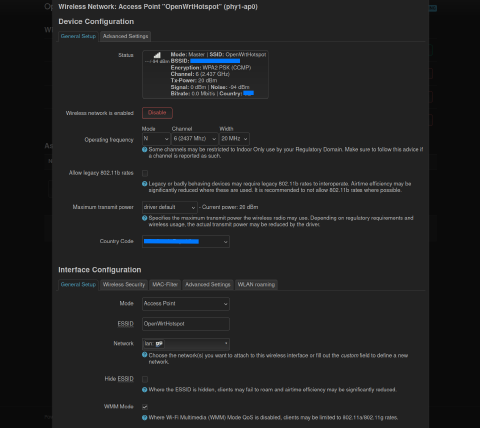 Wireless Network: Access Point "OpenWrtHotspot" (phy1-ap0)
Device Configuration
General Setup Advanced Settings
Status
Mode: Master | SSID: OpenWrtHotspot
-94 dBm BSSID:
Encryption: WPA2 PSK (CCMP)
Channel: 6 (2.437 GHz)
Tx-Power: 20 dBm
Signal: 0 dBm | Noise: -94 dBm
Bitrate: 0.0 Mbit/s | Country:
Wireless network is enabled Disable
Mode Channel Width
Operating frequency N 6 (2437 Mhz) 20 MHz
Some channels may be restricted to Indoor Only use by your Regulatory Domain. Make sure to follow this advice if
a channel is reported as such.
Allow legacy 802.11b rates
Legacy or badly behaving devices may require legacy 802.11b rates to interoperate. Airtime efficiency may be
significantly reduced where these are used. It is recommended to not allow 802.11b rates where possible.
Maximum transmit power driver default - Current power: 20 dBm
Specifies the maximum transmit power the wireless radio may use. Depending on regulatory requirements and
wireless usage, the actual transmit power may be reduced by the driver.
Country Code
Interface Configuration
General Setup Wireless Security MAC-Filter Advanced Settings WLAN roaming
Mode Access Point
ESSID OpenWrtHotspot
Network lan:
Choose the network(s) you want to attach to this wireless interface or fill out the custom field to define a new
network.
Hide ESSID
Where the ESSID is hidden, clients may fail to roam and airtime efficiency may be significantly reduced.
WMM Mode
Where Wi-Fi Multimedia (WMM) Mode QoS is disabled, clients may be limited to 802.11a/802.11g rates.